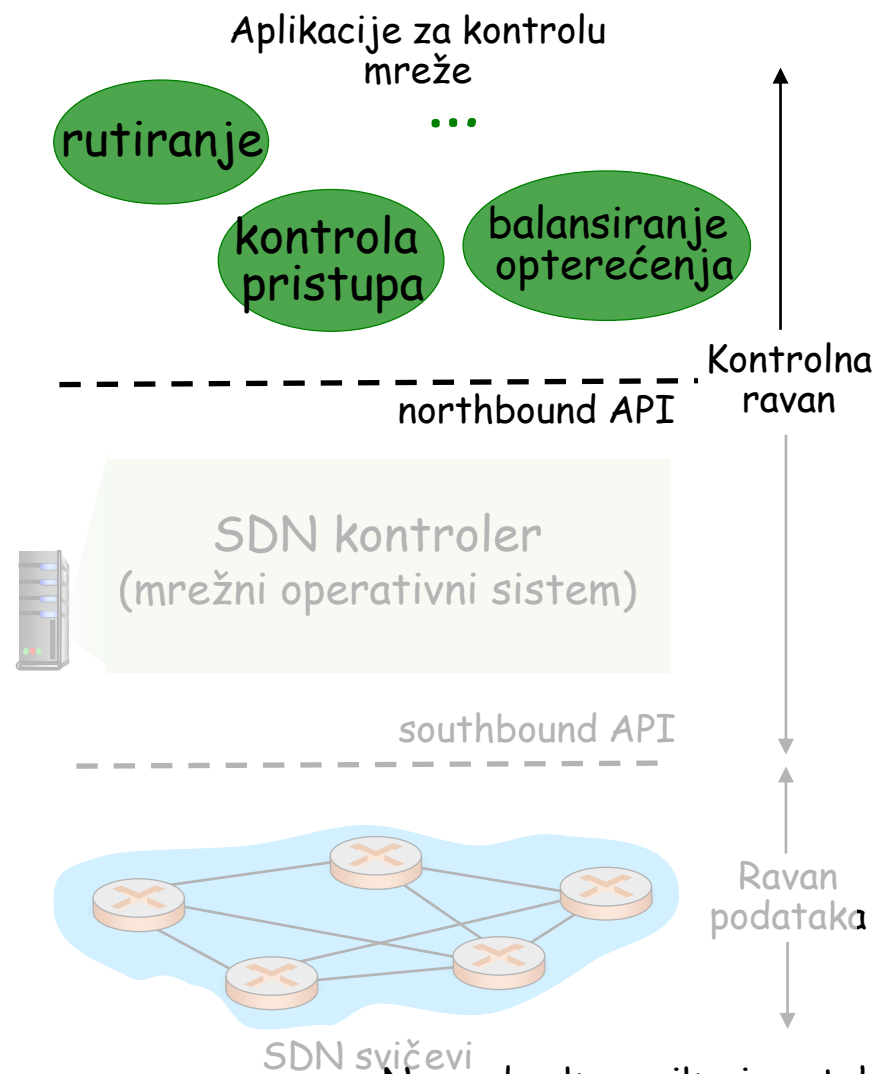 Aplikacije za kontrolu
mreže
...
rutiranje
kontrola
pristupa
balansiranje
opterećenja
Kontrolna
ravan
northbound API
SDN kontroler
(mrežni operativni sistem)
southbound API
Ravan
podataka
SDN svičevi